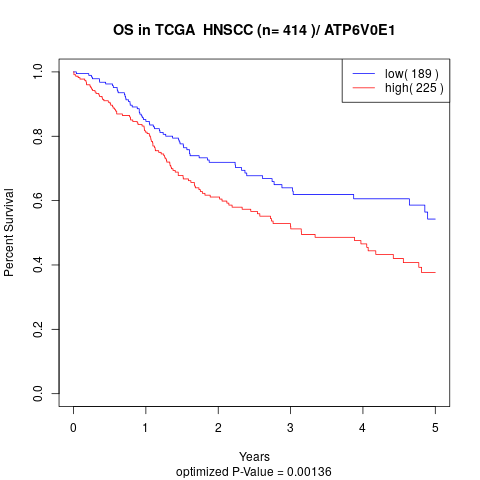 OS in TCGA  HNSCC (n= 414 )/ ATP6V0E1
low( 189 )
high( 225 )
Percent Survival
1.0
0.8
0.6
0.4
0.2
0.0
0 1 2 3 4 5
Years
optimized P-Value = 0.00136